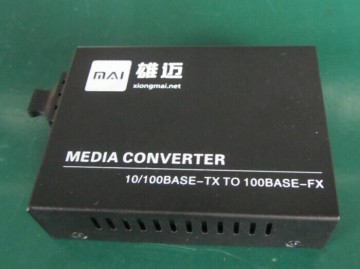 MAI 雄迈
xiongmai.net
MEDIA CONVERTER
10/100BASE-TX TO 100BASE-FX